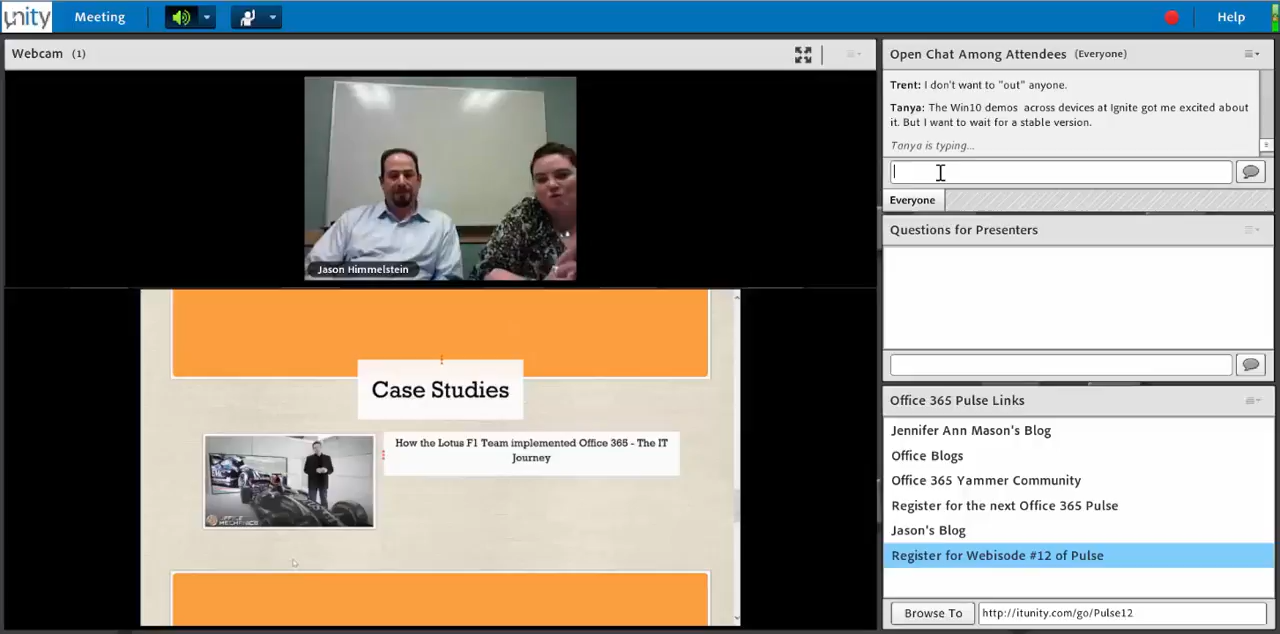 unity
Meeting
Help
Webcam (1)
Jason Himmelstein
Case Studies
How the Lotus F1 Team implemented Office 365 - The IT
Journey
OFFICE
MECHANICS
Open Chat Among Attendees (Everyone)
Trent: I don't want to "out" anyone.
Tanya: The Win10 demos across devices at Ignite got me excited about
it. But I want to wait for a stable version.
Tanya is typing...
Everyone
Questions for Presenters
Office 365 Pulse Links
Jennifer Ann Mason's Blog
Office Blogs
Office 365 Yammer Community
Register for the next Office 365 Pulse
Jason's Blog
Register for Webisode #12 of Pulse
Browse To
http://itunity.com/go/Pulse12